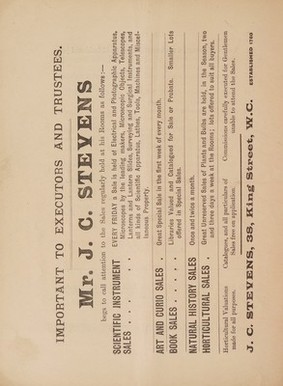 IMPORTANT TO EXECUTORS AND TRUSTEES.
Mr. J. C. STEVENS
begs to call attention to the Sales regularly held at his Rooms as follows:—
SCIENTIFIC INSTRUMENT SALES . . . . . EVERY FRIDAY a Sale is held of Electrical and Photographic Apparatus,
Microscopes by the leading makers, Microscopic Objects, Telescopes,
Lanterns and Lantern Slides, Surveying and Surgical Instruments, and
all kinds of Scientific Apparatus, Lathes, Tools, Machines and Miscel-
laneous Property.
ART AND CURIO SALES . Great Special Sale in the first week of every month.
BOOK SALES . . . . . Libraries Valued and Catalogued for Sale or Probate. Smaller Lots
offered in Special Sales.
NATURAL HISTORY SALES Once and twice a month.
HORTICULTURAL SALES . Great Unreserved Sales of Plants and Bulbs are held, in the Season, two
and three days a week at the Rooms; lots offered to suit all buyers.
Horticultural Valuations made for all purposes.
Catalogues, and all particulars of Sales free on application.
Commissions carefully executed for Gentlemen unable to attend the Sales.
J. C. STEVENS, 38, King Street, W.C. ESTABLISHED 1760